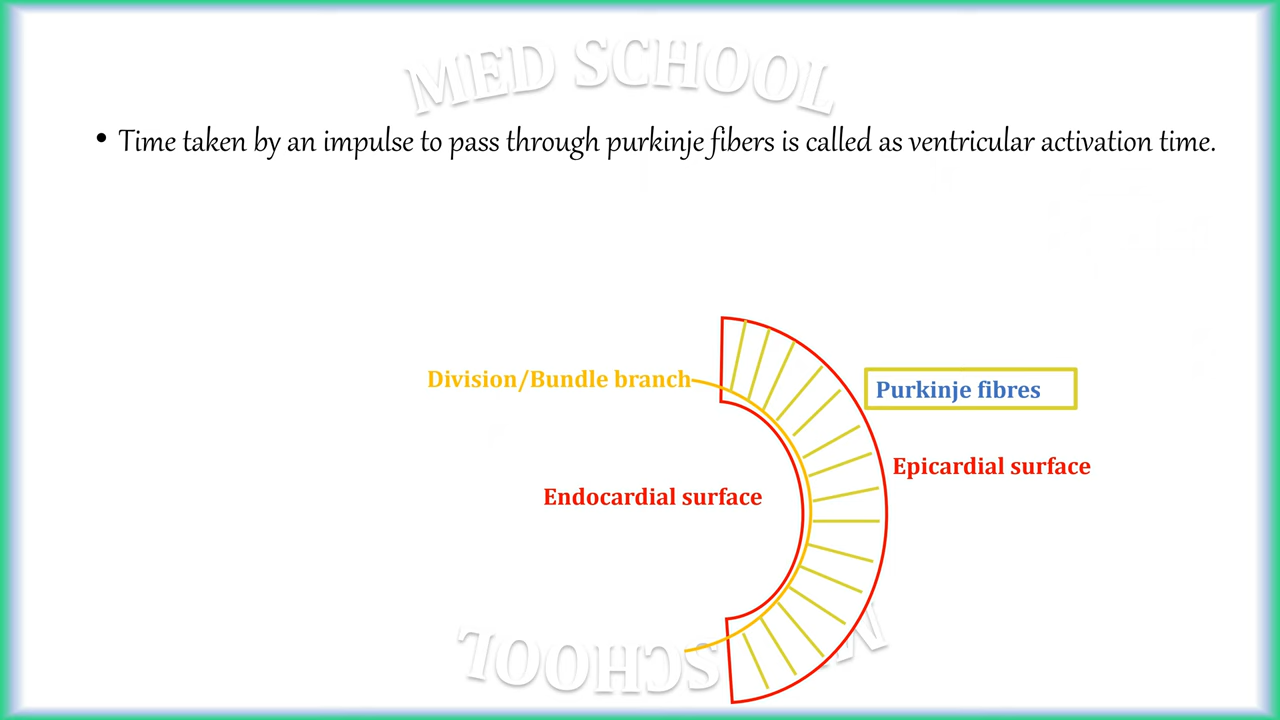 MED SCHOOL
• Time taken by an impulse to pass through purkinje fibers is called as ventricular activation time.
Division/Bundle branch
Purkinje fibres
Epicardial surface
Endocardial surface
SCHOOL